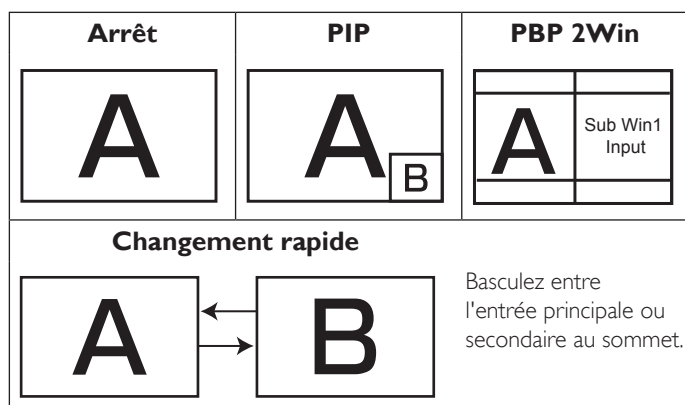 Arrêt PIP PBP 2Win
A A B A Sub Win1
Input
Changement rapide
A B
Basculez entre
l'entrée principale ou
secondaire au sommet.